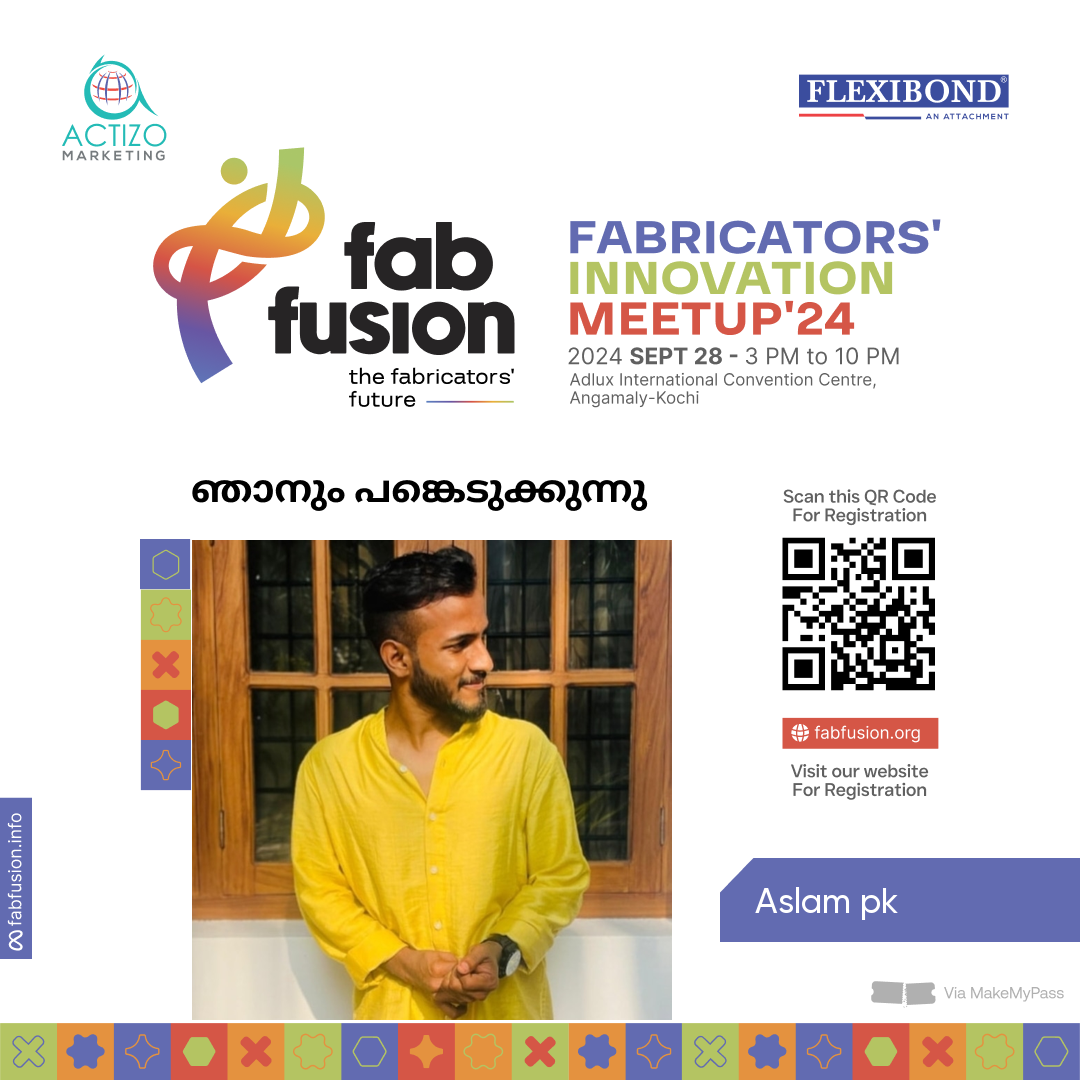 ACTIZO
MARKETING
FLEXIBOND®
AN ATTACHMENT
fab
fusion
the fabricators'
future
FABRICATORS'
INNOVATION
MEETUP'24
2024 SEPT 28 - 3 PM to 10 PM
Adlux International Convention Centre,
Angamaly-Kochi
ഞാനും പങ്കെടുക്കുന്നു
Scan this QR Code
For Registration
fabfusion.org
Visit our website
For Registration
fabfusion.info
Aslam pk
Via MakeMyPass